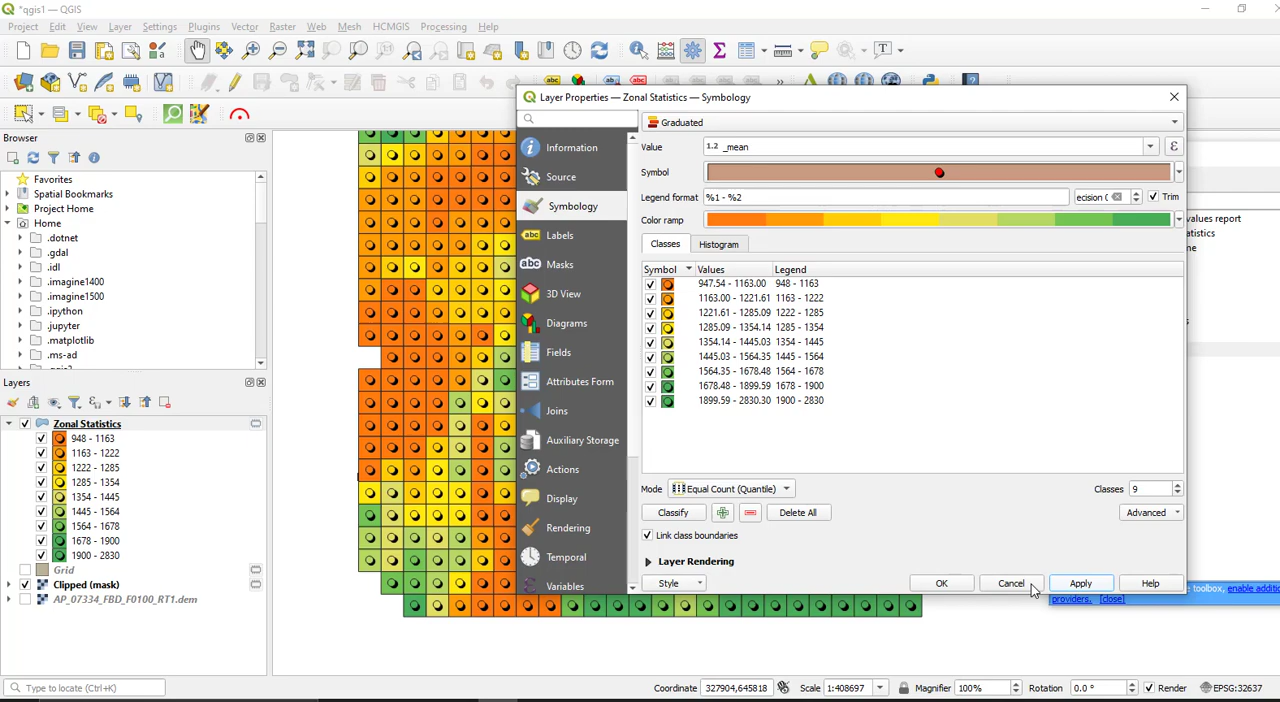 *qgis1 — QGIS
Project Edit View Layer Settings Plugins Vector Raster Web Mesh HCMGIS Processing Help
Browser
Favorites
Spatial Bookmarks
Project Home
Home
.dotnet
.gdal
.idl
.imagine1400
.imagine1500
.ipython
.jupyter
.matplotlib
.ms-ad
Layers
Zonal Statistics
948 - 1163
1163 - 1222
1222 - 1285
1285 - 1354
1354 - 1445
1445 - 1564
1564 - 1678
1678 - 1900
1900 - 2830
Grid
Clipped (mask)
AP_07334_FBD_F0100_RT1.dem
Layer Properties — Zonal Statistics — Symbology
Information
Source
Symbology
Labels
Masks
3D View
Diagrams
Fields
Attributes Form
Joins
Auxiliary Storage
Actions
Display
Rendering
Temporal
Variables
Graduated
Value 1.2 _mean
Symbol
Legend format %1 - %2 ecision ( Trim
Color ramp
Classes Histogram
Symbol Values Legend
947.54 - 1163.00 948 - 1163
1163.00 - 1221.61 1163 - 1222
1221.61 - 1285.09 1222 - 1285
1285.09 - 1354.14 1285 - 1354
1354.14 - 1445.03 1354 - 1445
1445.03 - 1564.35 1445 - 1564
1564.35 - 1678.48 1564 - 1678
1678.48 - 1899.59 1678 - 1900
1899.59 - 2830.30 1900 - 2830
Mode Equal Count (Quantile) Classes 9
Classify Delete All Advanced
Link class boundaries
Layer Rendering
Style OK Cancel Apply Help
values report
atistics
ne
toolbox, enable additio
providers. [close]
Type to locate (Ctrl+K) Coordinate 327904,645818 Scale 1:408697 Magnifier 100% Rotation 0.0 ° Render EPSG:32637